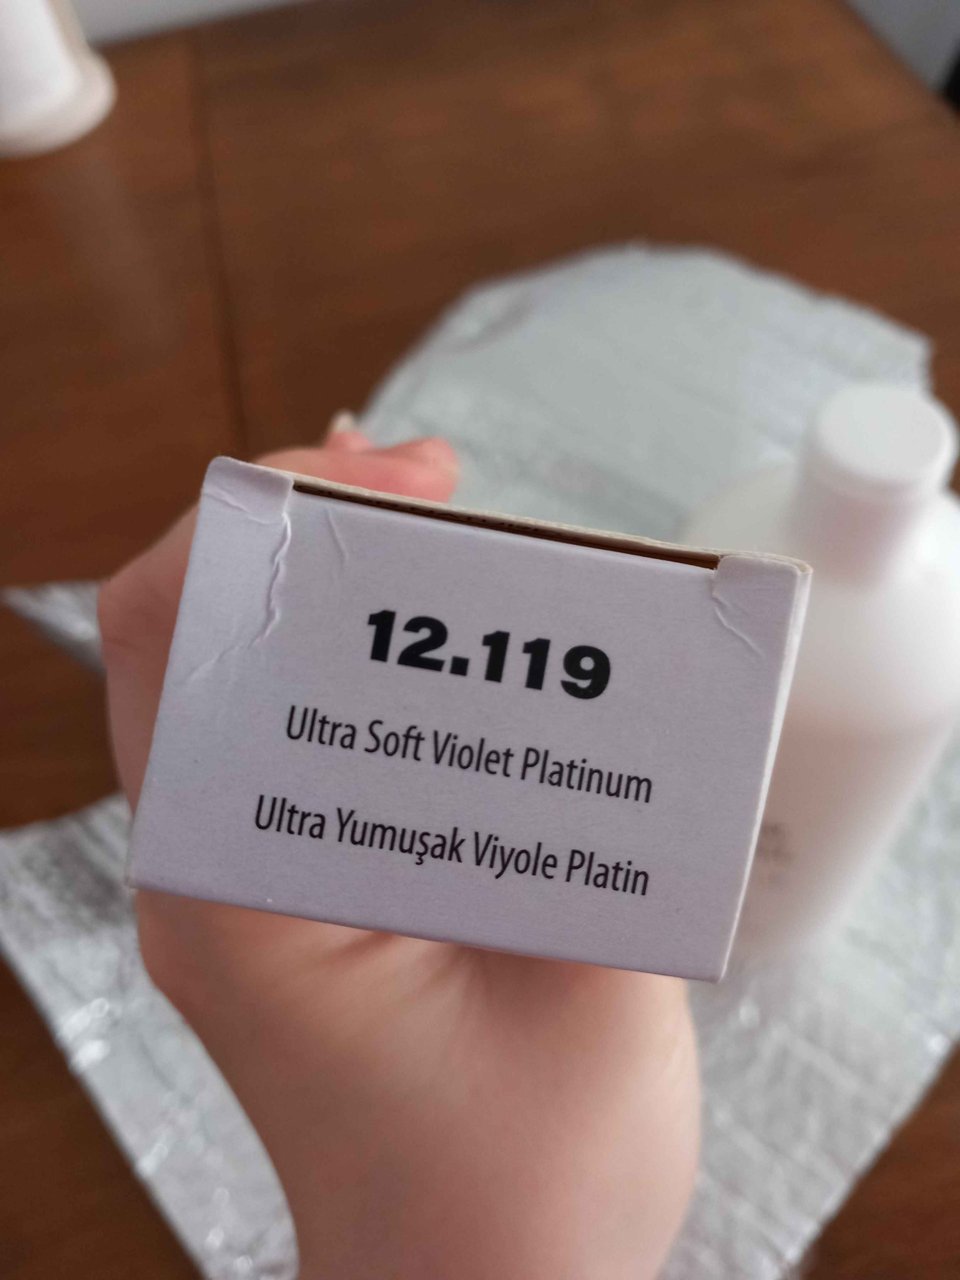 12.119
Ultra Soft Violet Platinum
Ultra Yumuşak Viyole Platin